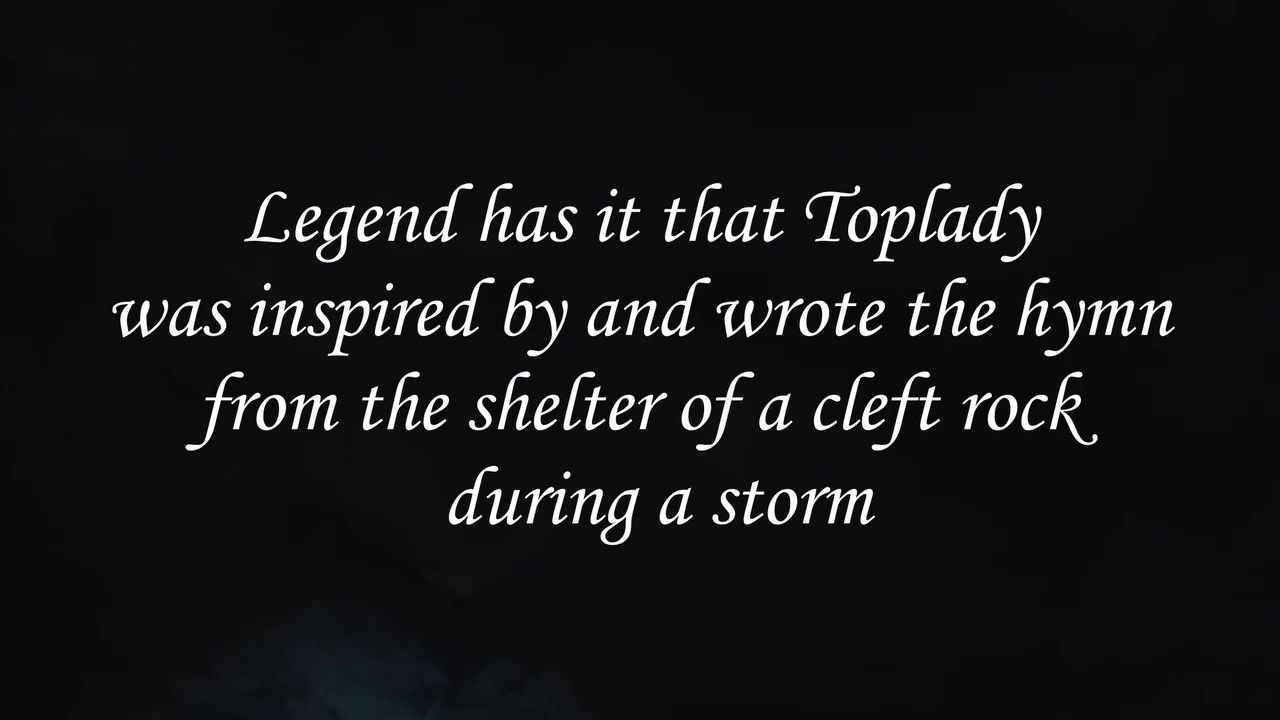 Legend has it that Toplady
was inspired by and wrote the hymn
from the shelter of a cleft rock
during a storm